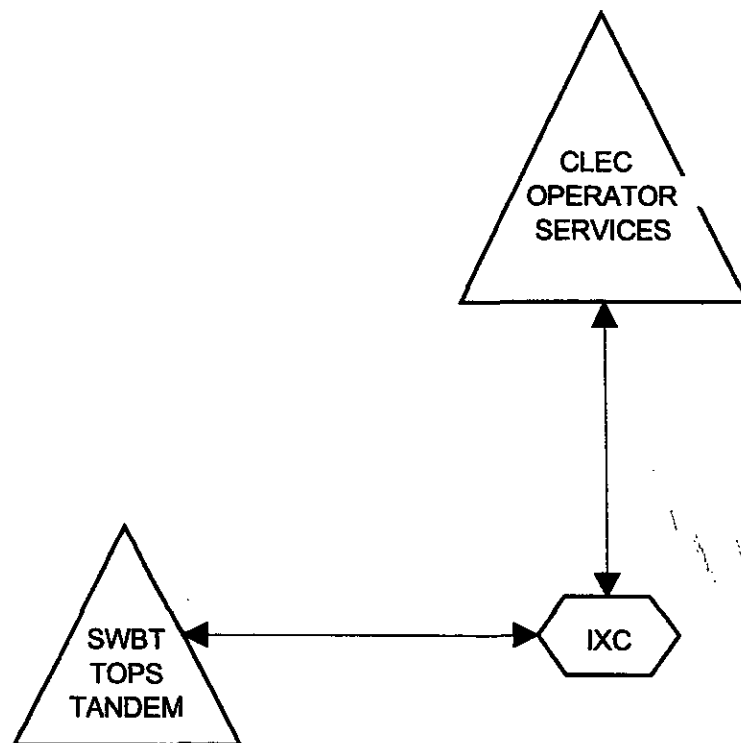 CLEC
OPERATOR
SERVICES
SWBT
TOPS
TANDEM
IXC